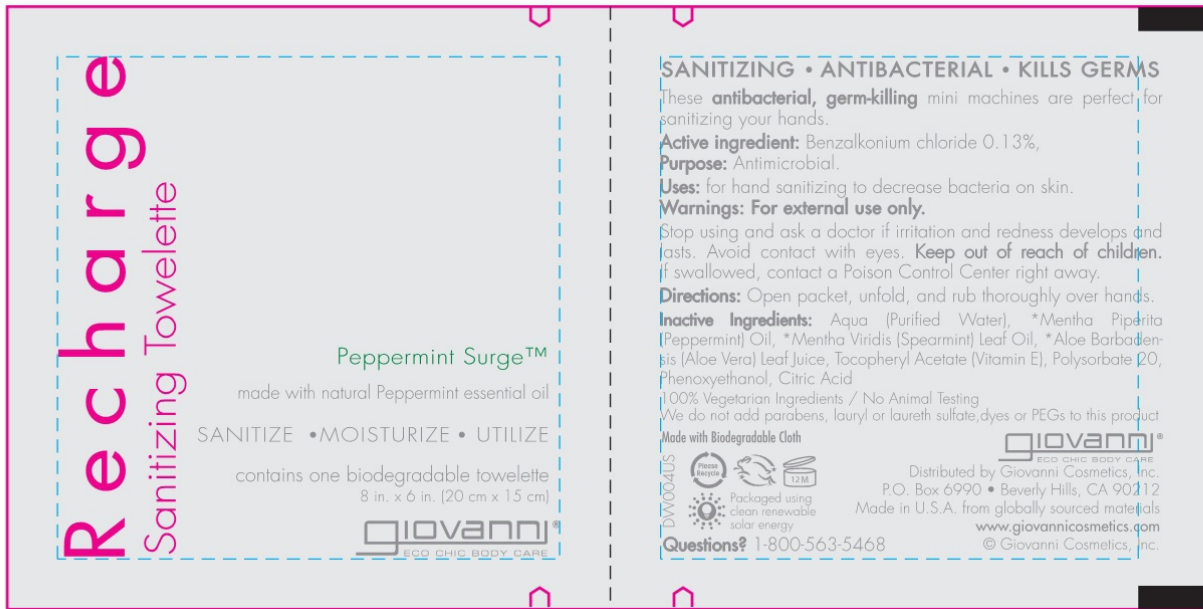 Recharge
Sanitizing Towelette
Peppermint Surge™
made with natural Peppermint essential oil
SANITIZE • MOISTURIZE • UTILIZE
contains one biodegradable towelette
8 in. x 6 in. (20 cm x 15 cm)
giovanni®
ECO CHIC BODY CARE
SANITIZING • ANTIBACTERIAL • KILLS GERMS
These antibacterial, germ-killing mini machines are perfect for
sanitizing your hands.
Active ingredient: Benzalkonium chloride 0.13%,
Purpose: Antimicrobial.
Uses: for hand sanitizing to decrease bacteria on skin.
Warnings: For external use only.
Stop using and ask a doctor if irritation and redness develops and
lasts. Avoid contact with eyes. Keep out of reach of children.
If swallowed, contact a Poison Control Center right away.
Directions: Open packet, unfold, and rub thoroughly over hands.
Inactive Ingredients: Aqua (Purified Water), *Mentha Piperita
(Peppermint) Oil, *Mentha Viridis (Spearmint) Leaf Oil, *Aloe Barbaden-
sis (Aloe Vera) Leaf Juice, Tocopheryl Acetate (Vitamin E), Polysorbate 20,
Phenoxyethanol, Citric Acid
100% Vegetarian Ingredients / No Animal Testing
We do not add parabens, lauryl or laureth sulfate,dyes or PEGs to this product
Made with Biodegradable Cloth
DW004US
Please
Recycle
12 M
Packaged using
clean renewable
solar energy
Questions? 1-800-563-5468
giovanni®
ECO CHIC BODY CARE
Distributed by Giovanni Cosmetics, Inc.
P.O. Box 6990 • Beverly Hills, CA 90212
Made in U.S.A. from globally sourced materials
www.giovannicosmetics.com
© Giovanni Cosmetics, Inc.